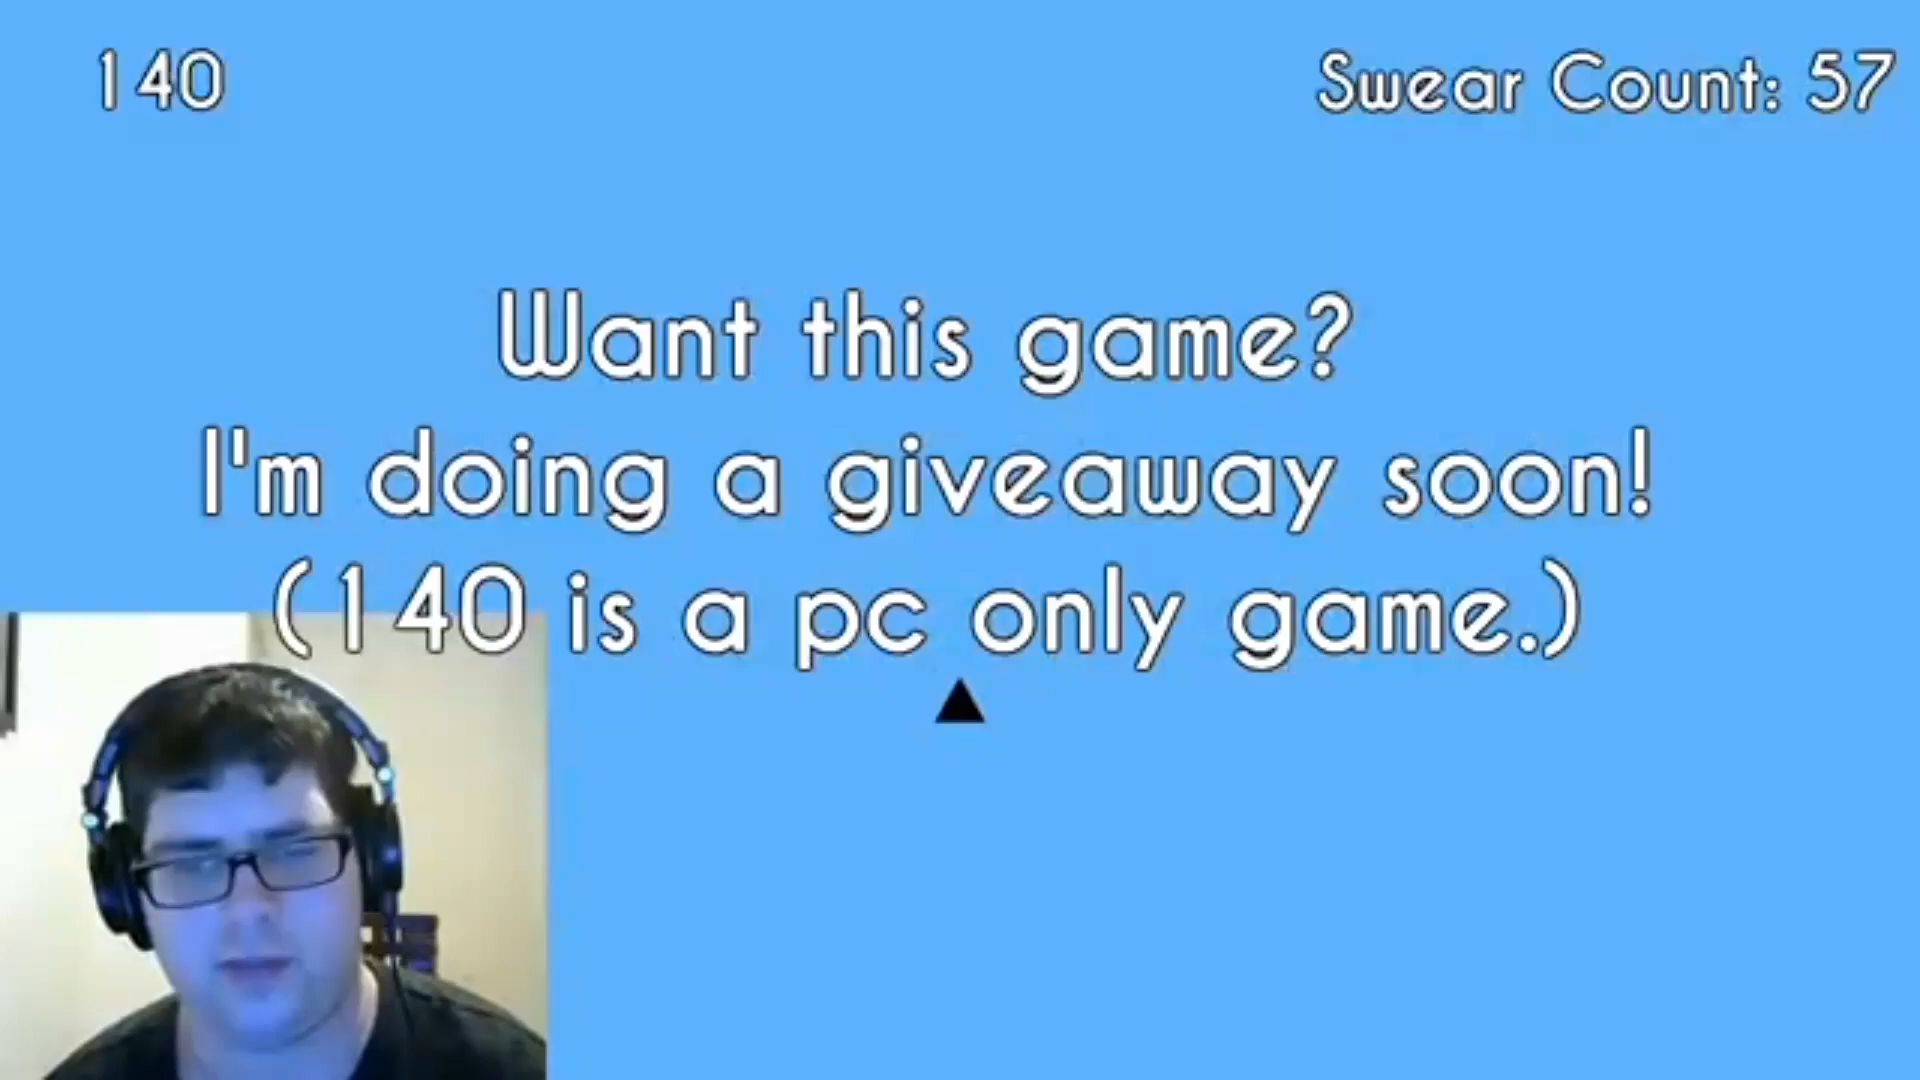 140
Swear Count: 57
Want this game?
I'm doing a giveaway soon!
(140 is a pc only game.)